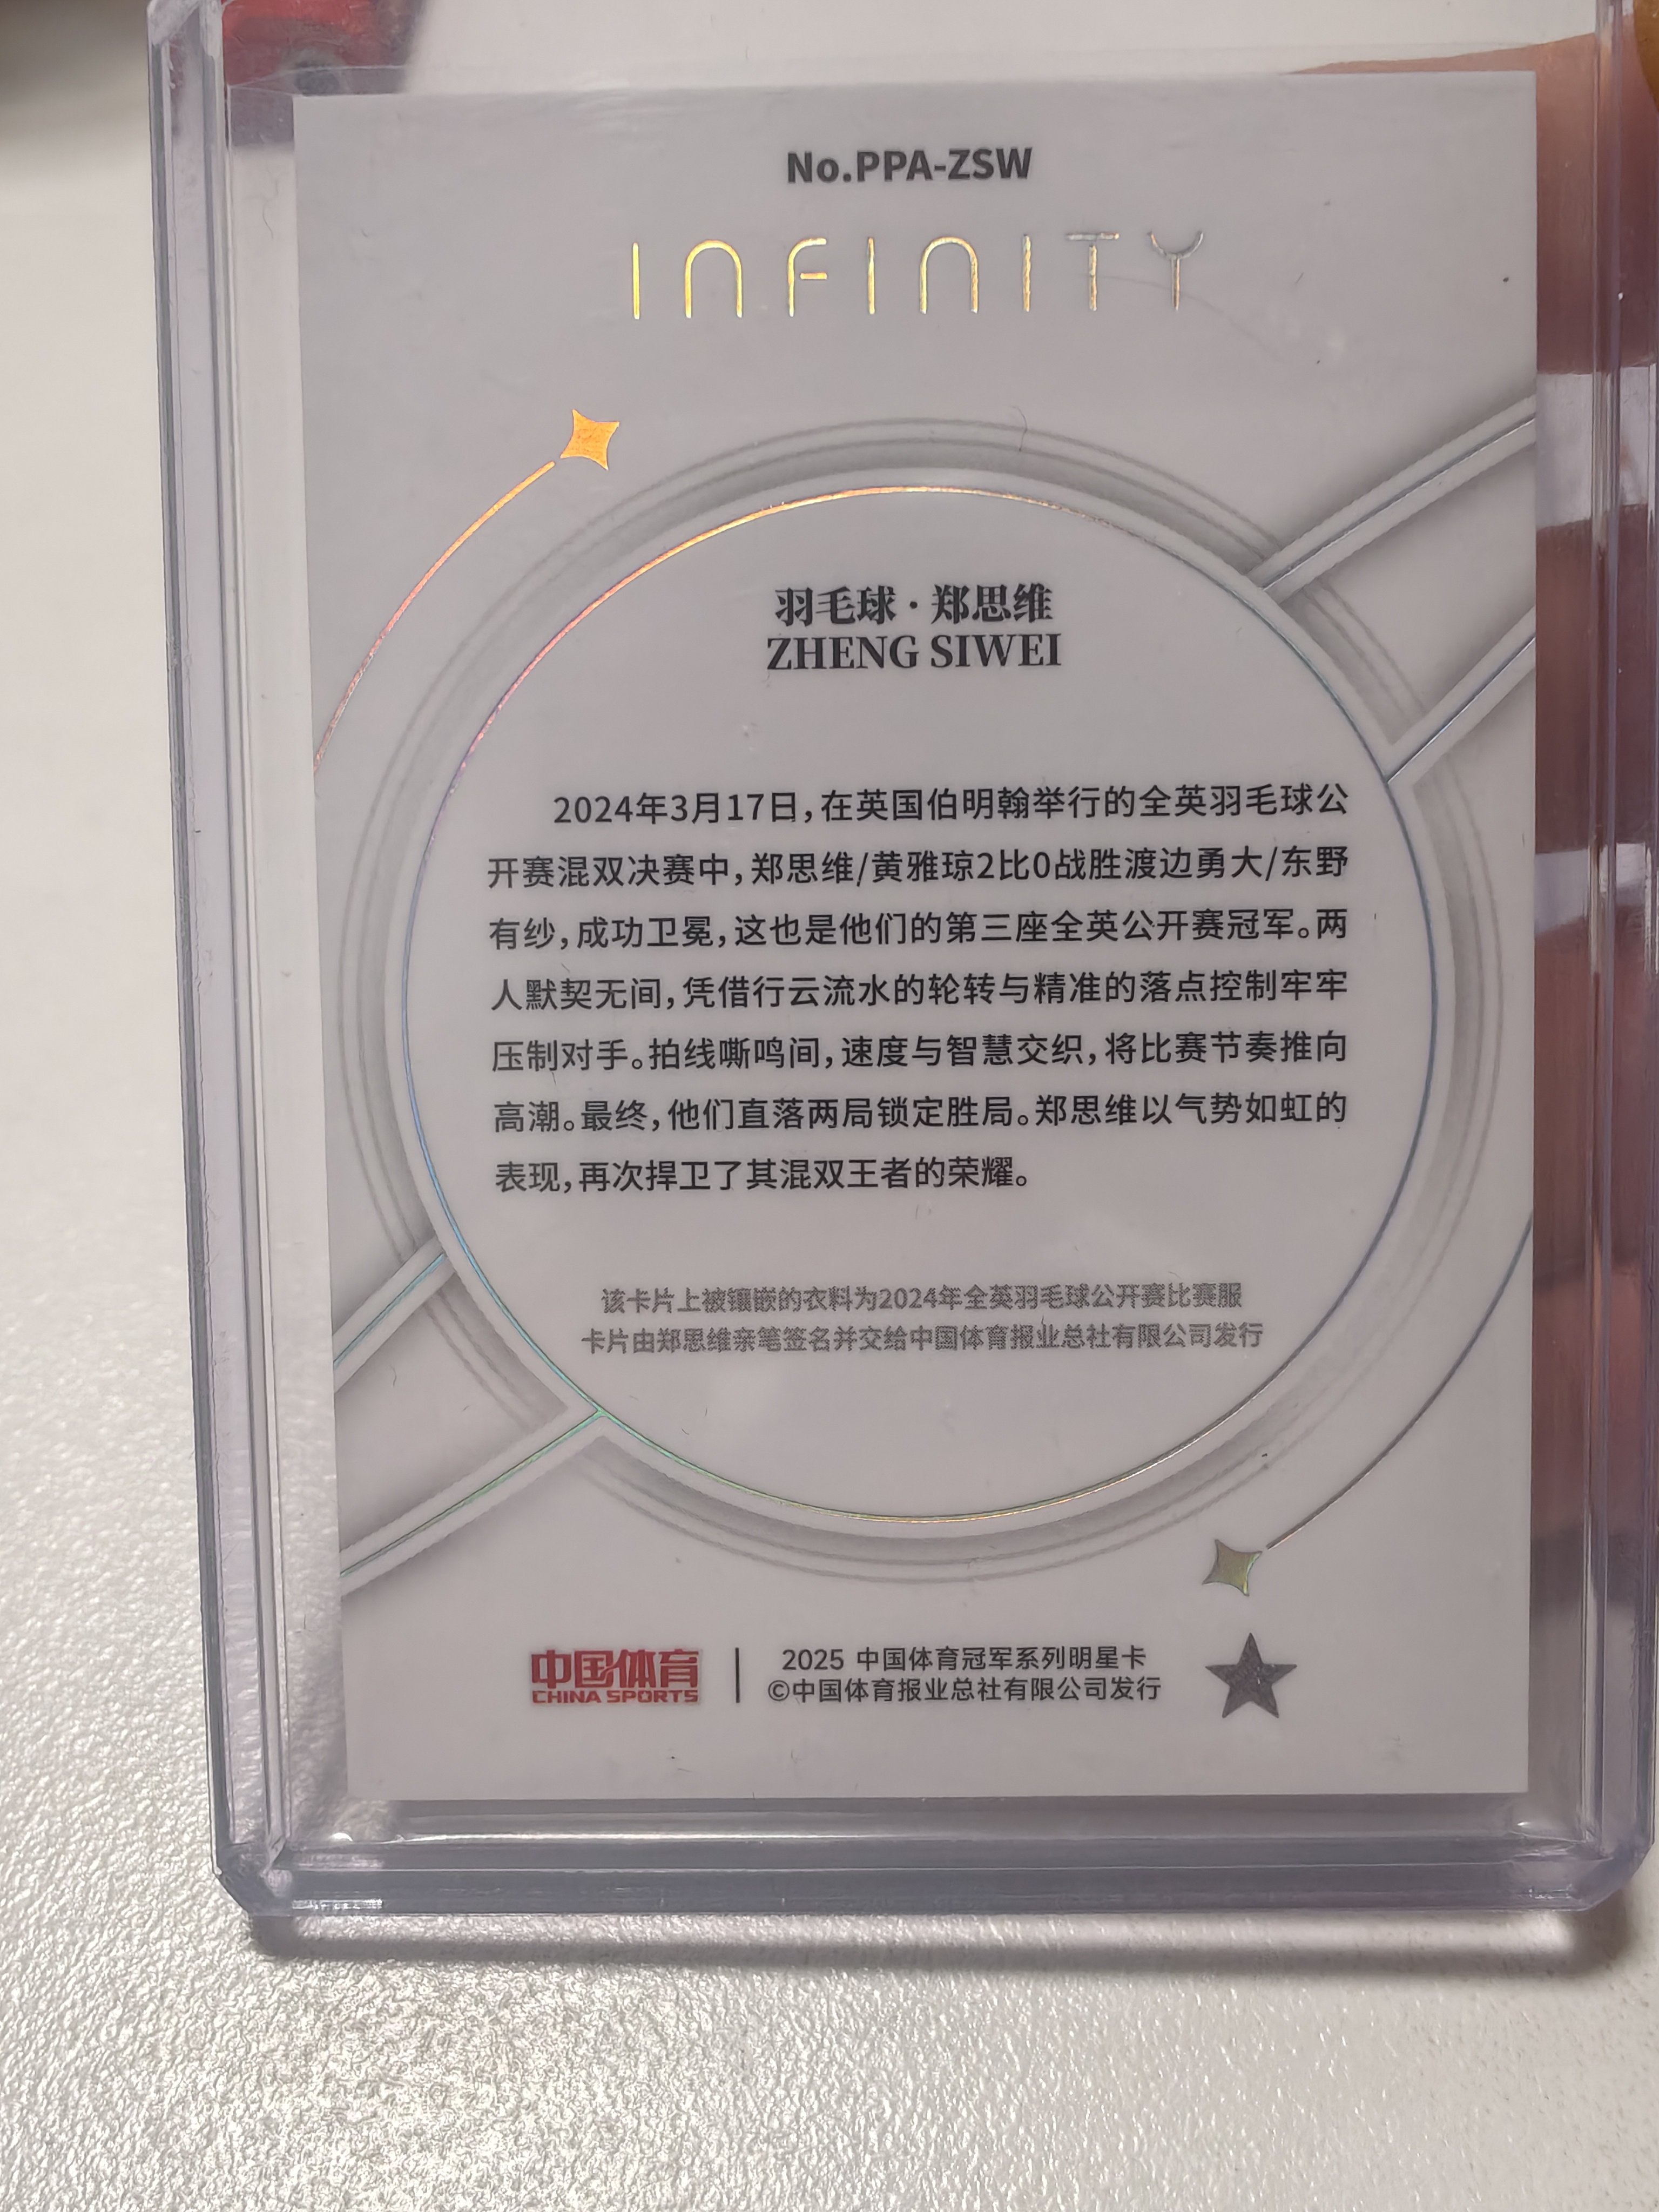 No.PPA-ZSW
INFINITY
羽毛球·郑思维
ZHENG SIWEI
2024年3月17日，在英国伯明翰举行的全英羽毛球公
开赛混双决赛中，郑思维/黄雅琼2比0战胜渡边勇大/东野
有纱，成功卫冕，这也是他们的第三座全英公开赛冠军。两
人默契无间，凭借行云流水的轮转与精准的落点控制牢牢
压制对手。拍线嘶鸣间，速度与智慧交织，将比赛节奏推向
高潮。最终，他们直落两局锁定胜局。郑思维以气势如虹的
表现，再次捍卫了其混双王者的荣耀。
该卡片上被镶嵌的衣料为2024年全英羽毛球公开赛比赛服
卡片由郑思维亲笔签名并交给中国体育报业总社有限公司发行
中国体育
CHINA SPORTS
2025 中国体育冠军系列明星卡
©中国体育报业总社有限公司发行